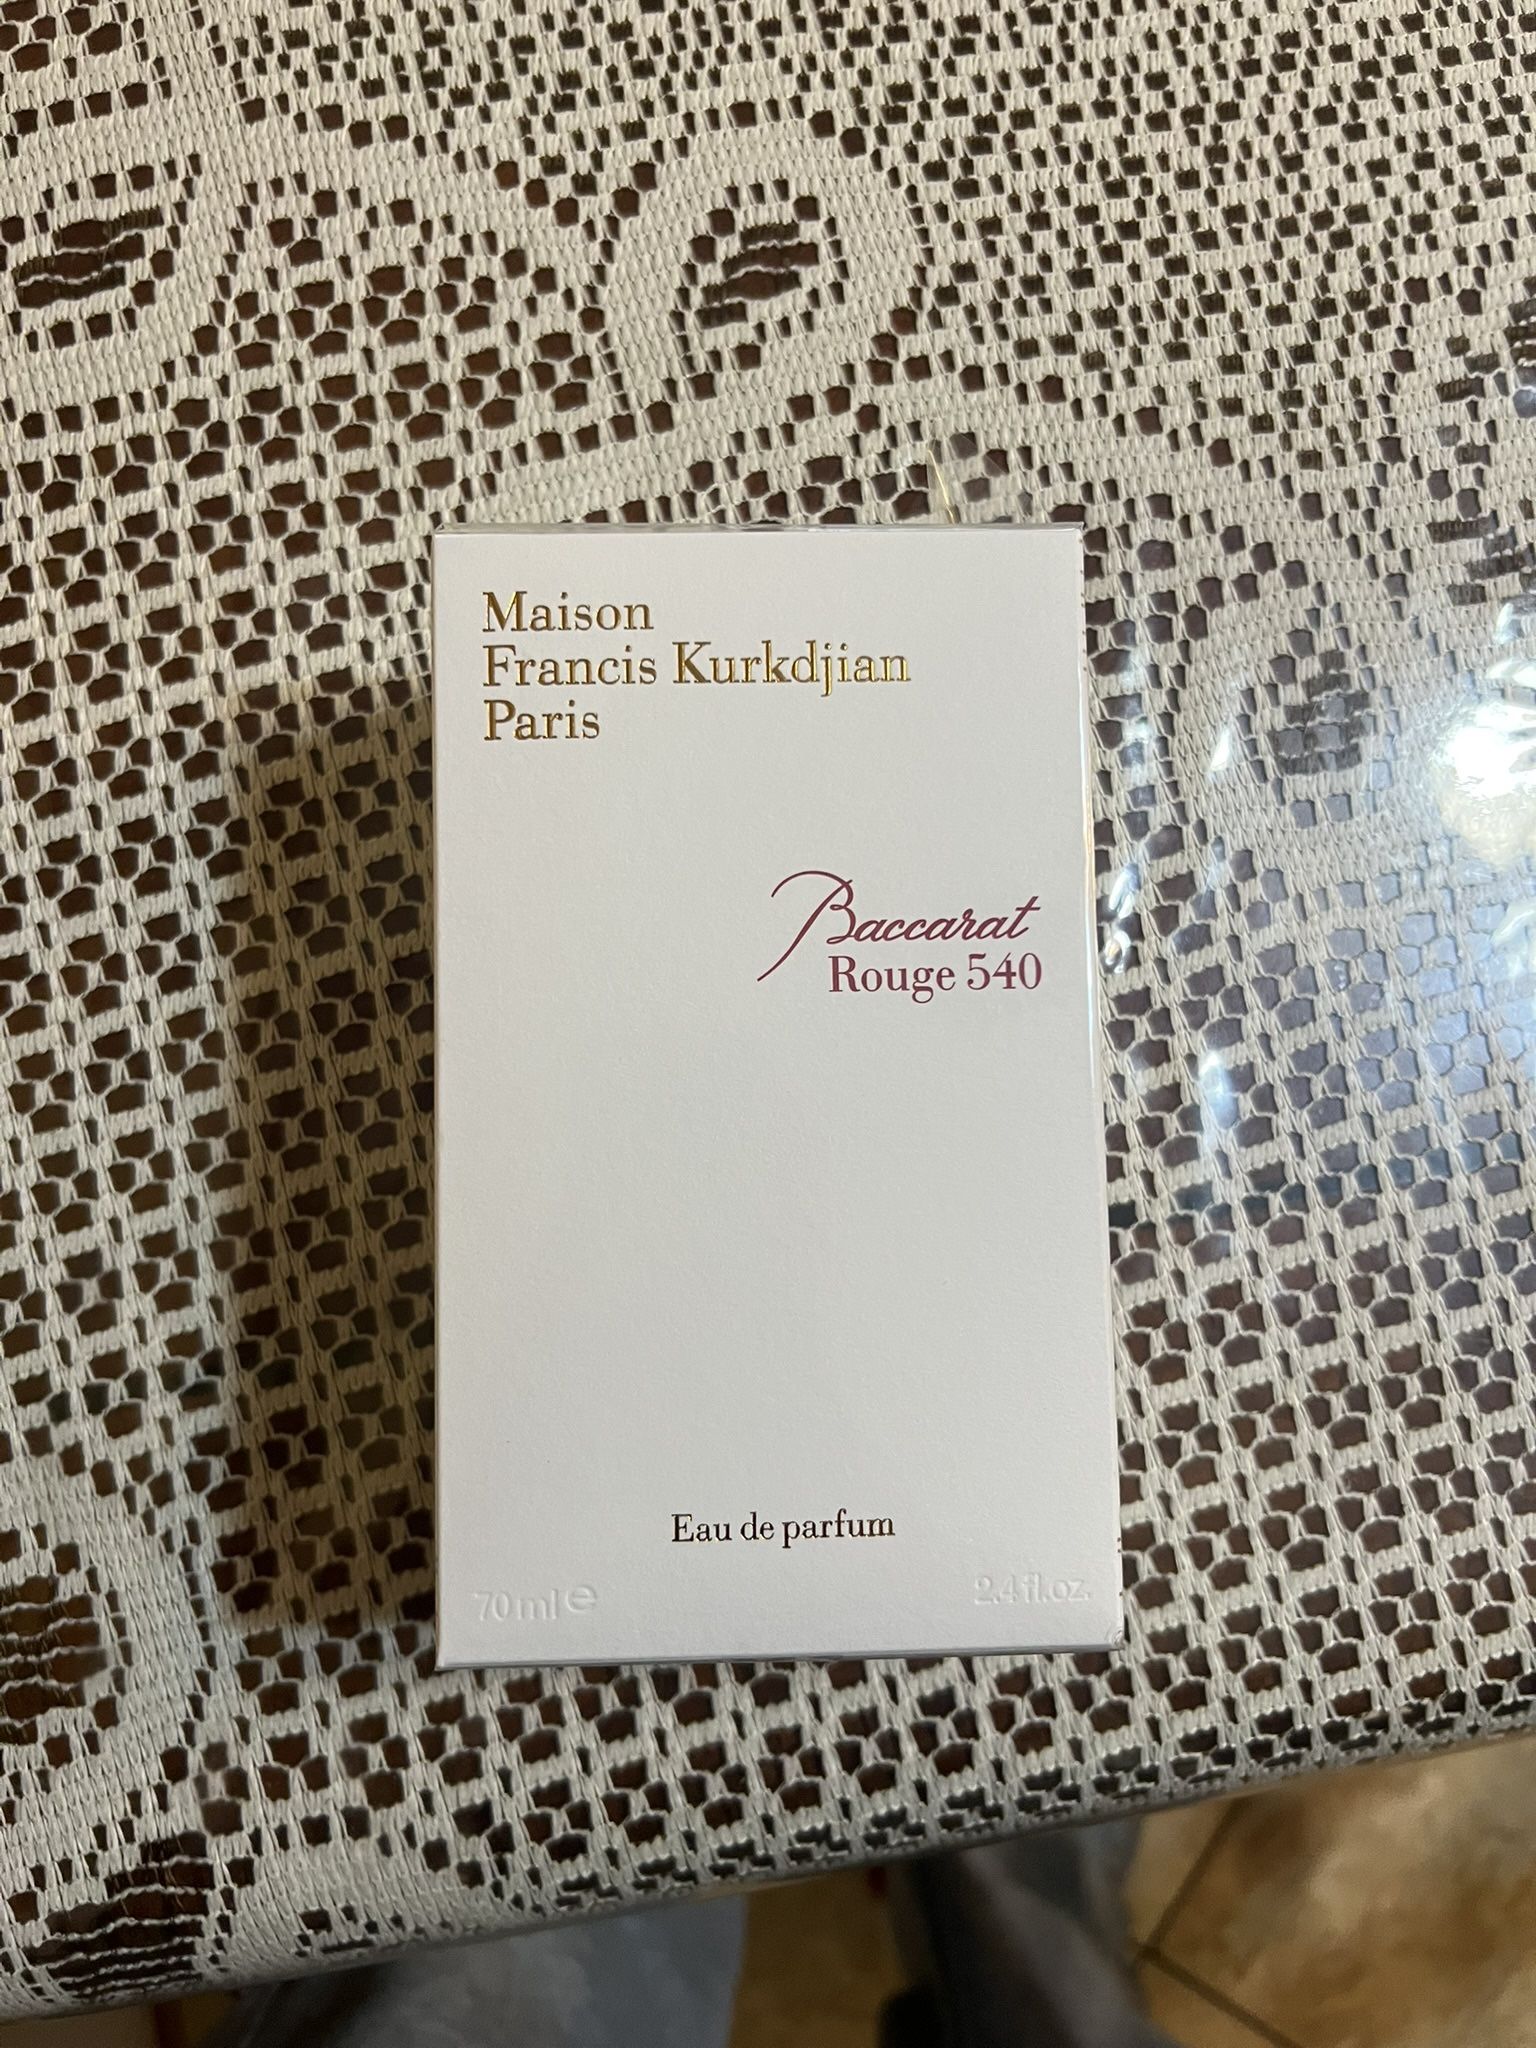 Maison
Francis Kurkdjian
Paris
Baccarat
Rouge 540
Eau de parfum
70 ml e 2.4 fl.oz.